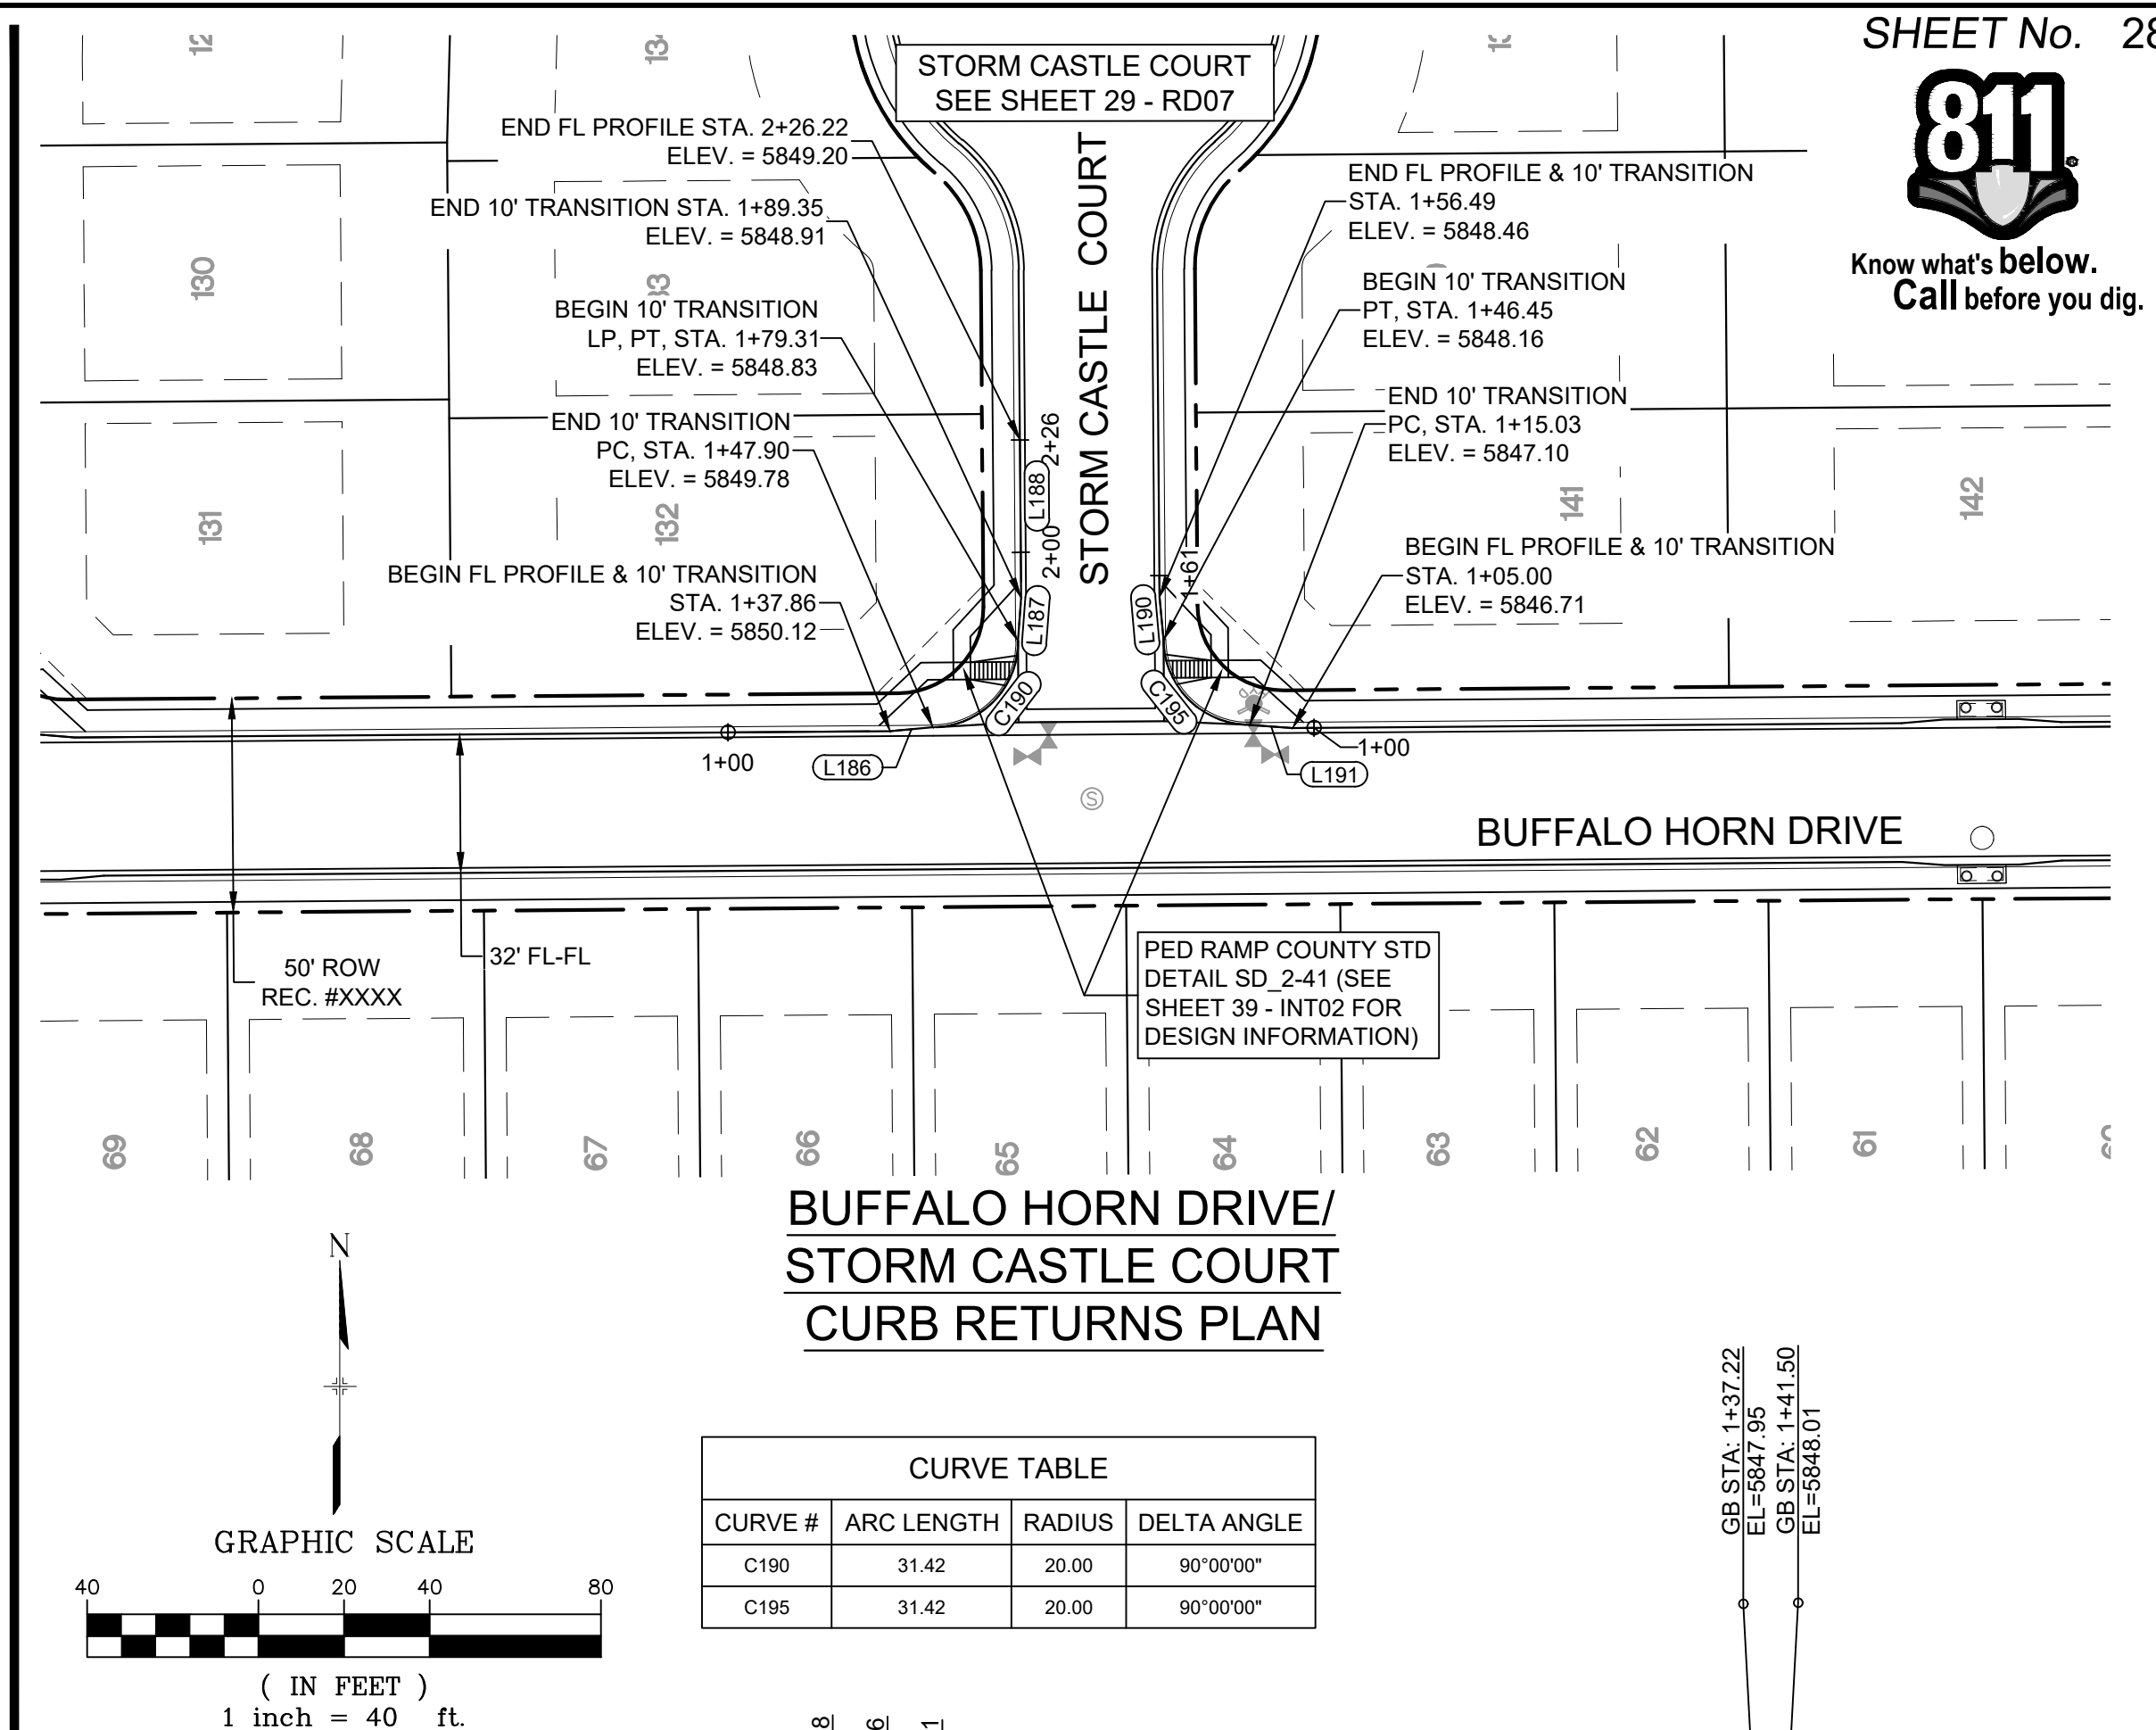 SHEET No. 28
811
Know what's below.
Call before you dig.
STORM CASTLE COURT
SEE SHEET 29 - RD07
END FL PROFILE STA. 2+26.22
ELEV. = 5849.20
END 10' TRANSITION STA. 1+89.35
ELEV. = 5848.91
BEGIN 10' TRANSITION
LP, PT, STA. 1+79.31
ELEV. = 5848.83
END 10' TRANSITION
PC, STA. 1+47.90
ELEV. = 5849.78
BEGIN FL PROFILE & 10' TRANSITION
STA. 1+37.86
ELEV. = 5850.12
END FL PROFILE & 10' TRANSITION
STA. 1+56.49
ELEV. = 5848.46
BEGIN 10' TRANSITION
PT, STA. 1+46.45
ELEV. = 5848.16
END 10' TRANSITION
PC, STA. 1+15.03
ELEV. = 5847.10
BEGIN FL PROFILE & 10' TRANSITION
STA. 1+05.00
ELEV. = 5846.71
STORM CASTLE COURT
130
131
132
141
142
2+26
L188
2+00
L187
C190
L190
1+61
C195
1+00
L186
1+00
L191
S
BUFFALO HORN DRIVE
50' ROW
REC. #XXXX
32' FL-FL
PED RAMP COUNTY STD
DETAIL SD_2-41 (SEE
SHEET 39 - INT02 FOR
DESIGN INFORMATION)
69
68
67
66
65
64
63
62
61
BUFFALO HORN DRIVE/
STORM CASTLE COURT
CURB RETURNS PLAN
N
GRAPHIC SCALE
40 0 20 40 80
( IN FEET )
1 inch = 40 ft.
CURVE TABLE
CURVE # ARC LENGTH RADIUS DELTA ANGLE
C190 31.42 20.00 90°00'00"
C195 31.42 20.00 90°00'00"
GB STA: 1+37.22
EL=5847.95
GB STA: 1+41.50
EL=5848.01